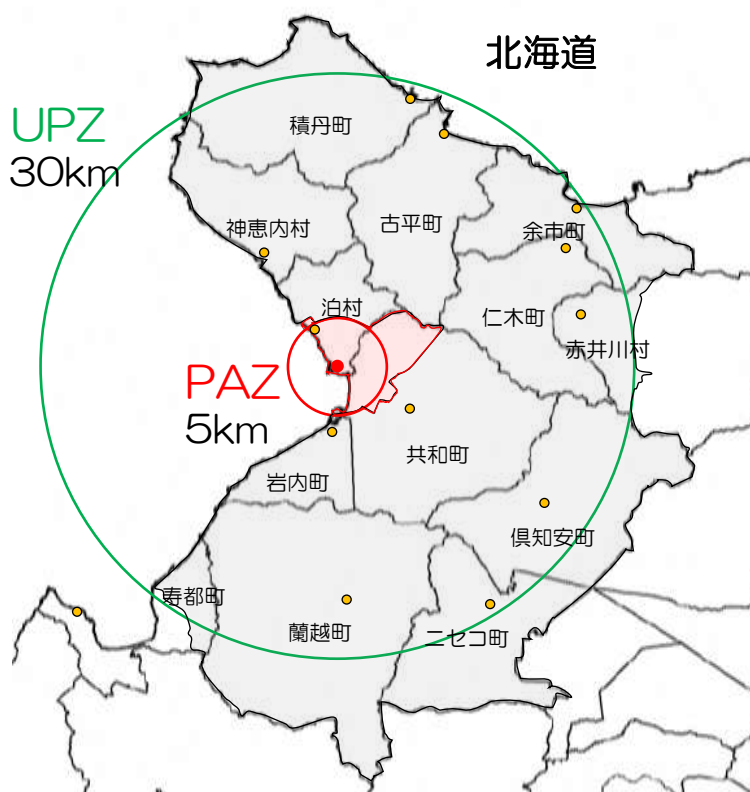 北海道
UPZ
30km
積丹町
古平町
神恵内村
余市町
泊村
仁木町
赤井川村
PAZ
5km
共和町
岩内町
倶知安町
寿都町
蘭越町
ニセコ町